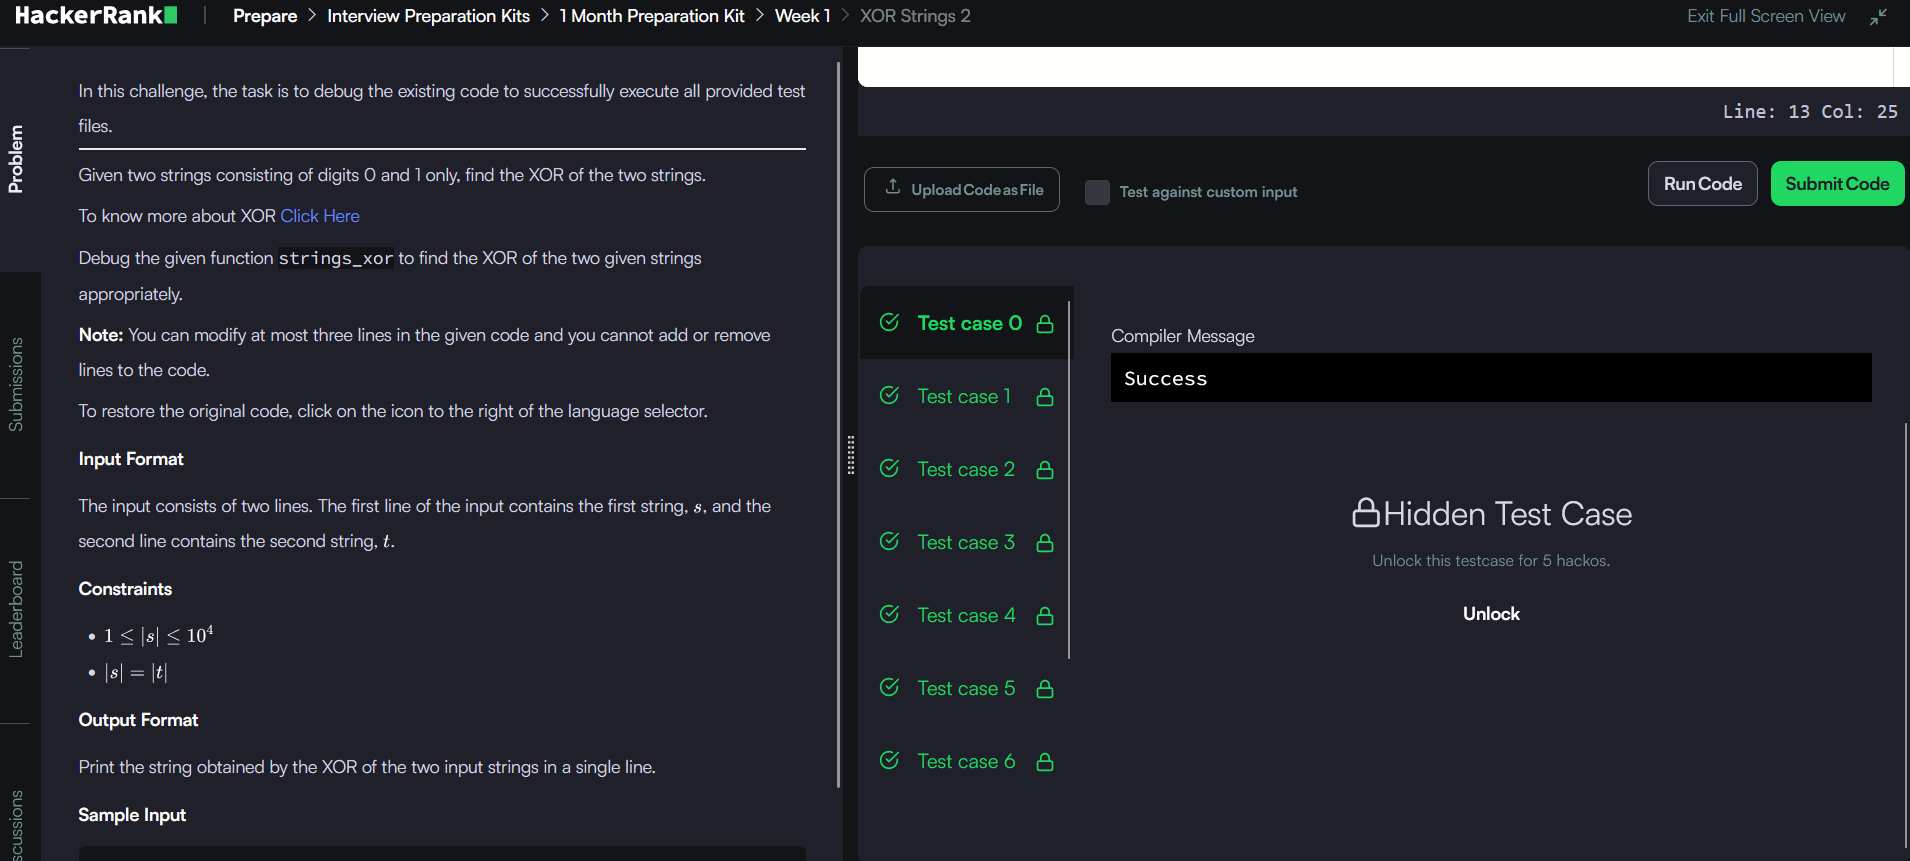 HackerRank | Prepare > Interview Preparation Kits > 1 Month Preparation Kit > Week 1 > XOR Strings 2
Exit Full Screen View
Problem
Submissions
Leaderboard
scussions
In this challenge, the task is to debug the existing code to successfully execute all provided test
files.
Given two strings consisting of digits 0 and 1 only, find the XOR of the two strings.
To know more about XOR Click Here
Debug the given function strings_xor to find the XOR of the two given strings
appropriately.
Note: You can modify at most three lines in the given code and you cannot add or remove
lines to the code.
To restore the original code, click on the icon to the right of the language selector.
Input Format
The input consists of two lines. The first line of the input contains the first string, s, and the
second line contains the second string, t.
Constraints
• 1 ≤ |s| ≤ 10⁴
• |s| = |t|
Output Format
Print the string obtained by the XOR of the two input strings in a single line.
Sample Input
Line: 13 Col: 25
Upload Code as File
Test against custom input
Run Code
Submit Code
Test case 0
Test case 1
Test case 2
Test case 3
Test case 4
Test case 5
Test case 6
Compiler Message
Success
Hidden Test Case
Unlock this testcase for 5 hackos.
Unlock